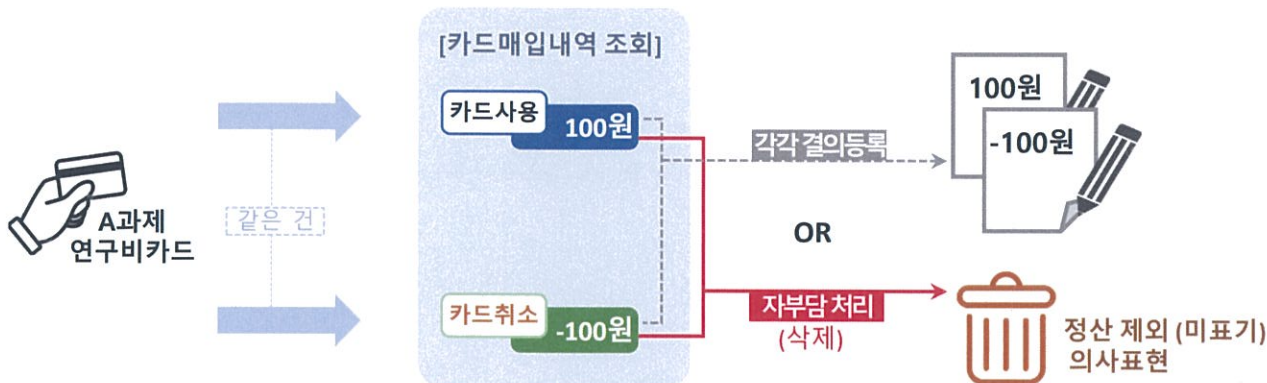 [카드매입내역 조회]
카드사용
100원
100원
-100원
각각 결의등록
A과제
연구비카드
같은 건
OR
카드취소
-100원
자부담 처리
(삭제)
정산 제외 (미표기)
의사표현